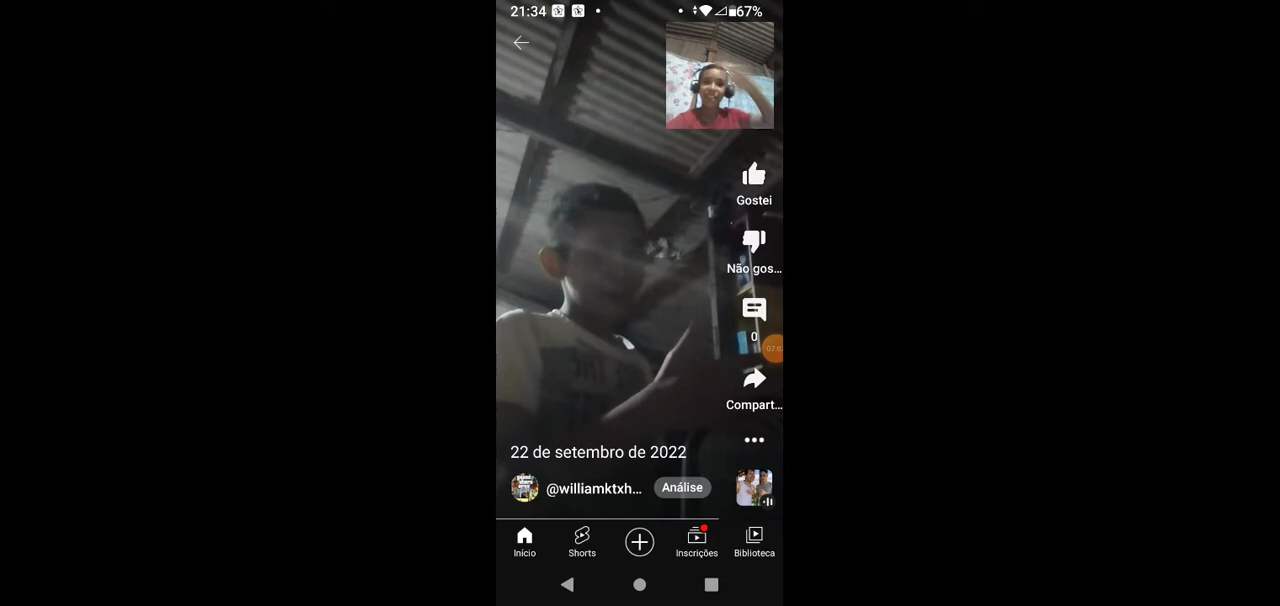 21:34
67%
Gostei
Não gos...
0
Compart...
22 de setembro de 2022
@williamktxh...
Análise
Início
Shorts
Inscrições
Biblioteca